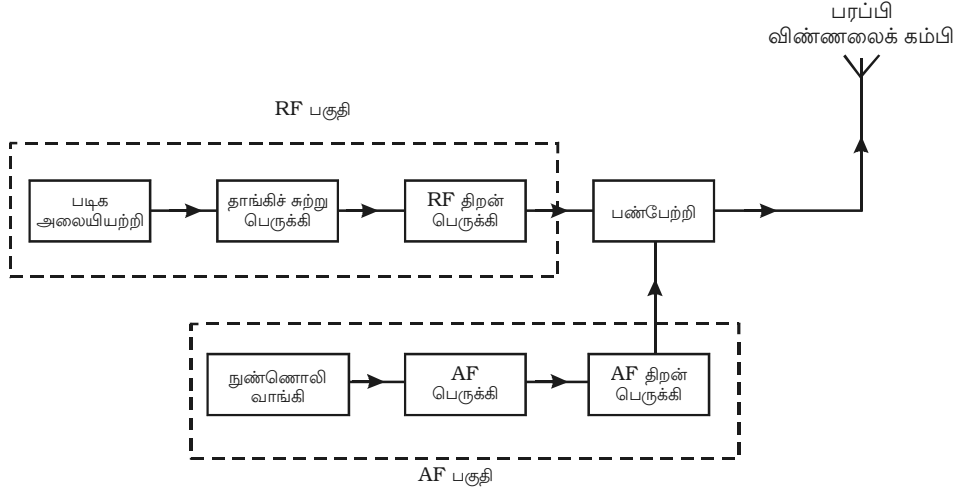 பரப்பி
விண்ணலைக் கம்பி
RF பகுதி
படிக
அலையியற்றி
தாங்கிச் சுற்று
பெருக்கி
RF திறன்
பெருக்கி
பண்பேற்றி
நுண்ணொலி
வாங்கி
AF
பெருக்கி
AF திறன்
பெருக்கி
AF பகுதி